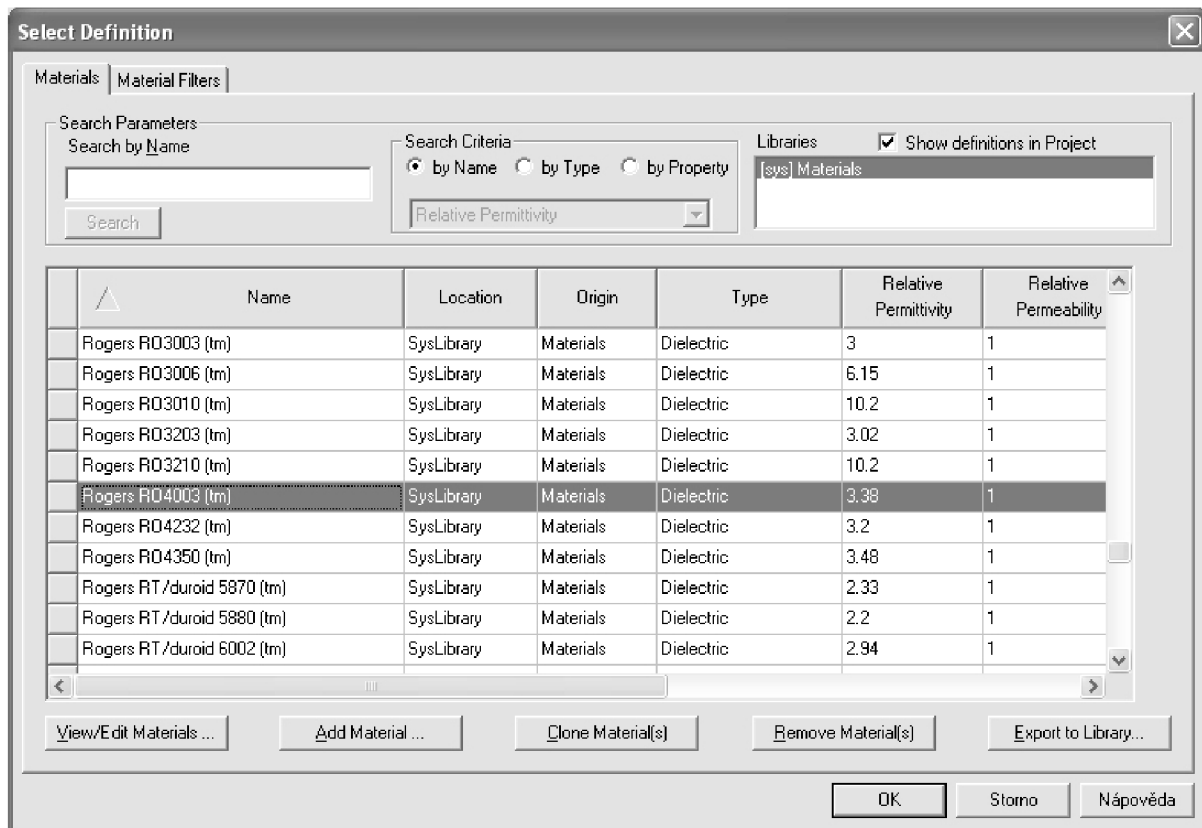 Select Definition
Materials Material Filters
Search Parameters
Search by Name
Search
Search Criteria
by Name by Type by Property
Relative Permittivity
Libraries Show definitions in Project
[sys] Materials
Name Location Origin Type Relative Permittivity Relative Permeability
Rogers RO3003 (tm) SysLibrary Materials Dielectric 3 1
Rogers RO3006 (tm) SysLibrary Materials Dielectric 6.15 1
Rogers RO3010 (tm) SysLibrary Materials Dielectric 10.2 1
Rogers RO3203 (tm) SysLibrary Materials Dielectric 3.02 1
Rogers RO3210 (tm) SysLibrary Materials Dielectric 10.2 1
Rogers RO4003 (tm) SysLibrary Materials Dielectric 3.38 1
Rogers RO4232 (tm) SysLibrary Materials Dielectric 3.2 1
Rogers RO4350 (tm) SysLibrary Materials Dielectric 3.48 1
Rogers RT/duroid 5870 (tm) SysLibrary Materials Dielectric 2.33 1
Rogers RT/duroid 5880 (tm) SysLibrary Materials Dielectric 2.2 1
Rogers RT/duroid 6002 (tm) SysLibrary Materials Dielectric 2.94 1
View/Edit Materials ... Add Material ... Clone Material(s) Remove Material(s) Export to Library...
OK Storno Nápověda